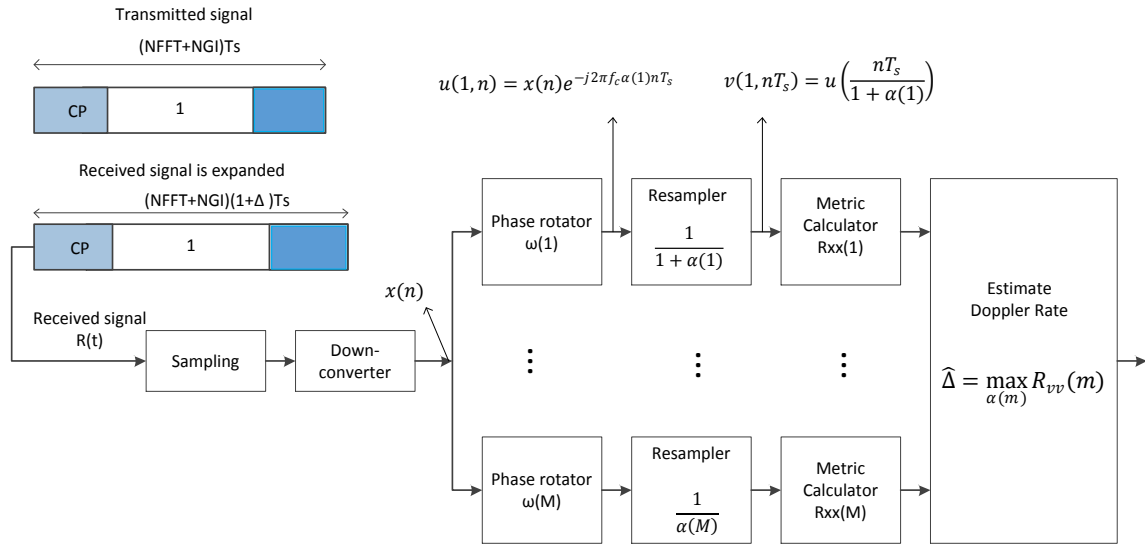 Transmitted signal
(NFFT+NGI)Ts
CP
1
Received signal is expanded
(NFFT+NGI)(1+Δ )Ts
CP
1
Received signal
R(t)
Sampling
Down-
converter
x(n)
u(1, n) = x(n)e^{−j2πf_cα(1)nT_s}
v(1, nT_s) = u(nT_s / (1 + α(1)))
Phase rotator
ω(1)
Resampler
1 / (1 + α(1))
Metric
Calculator
Rxx(1)
Phase rotator
ω(M)
Resampler
1 / α(M)
Metric
Calculator
Rxx(M)
Estimate
Doppler Rate
Δ̂ = max_{α(m)} R_{vv}(m)